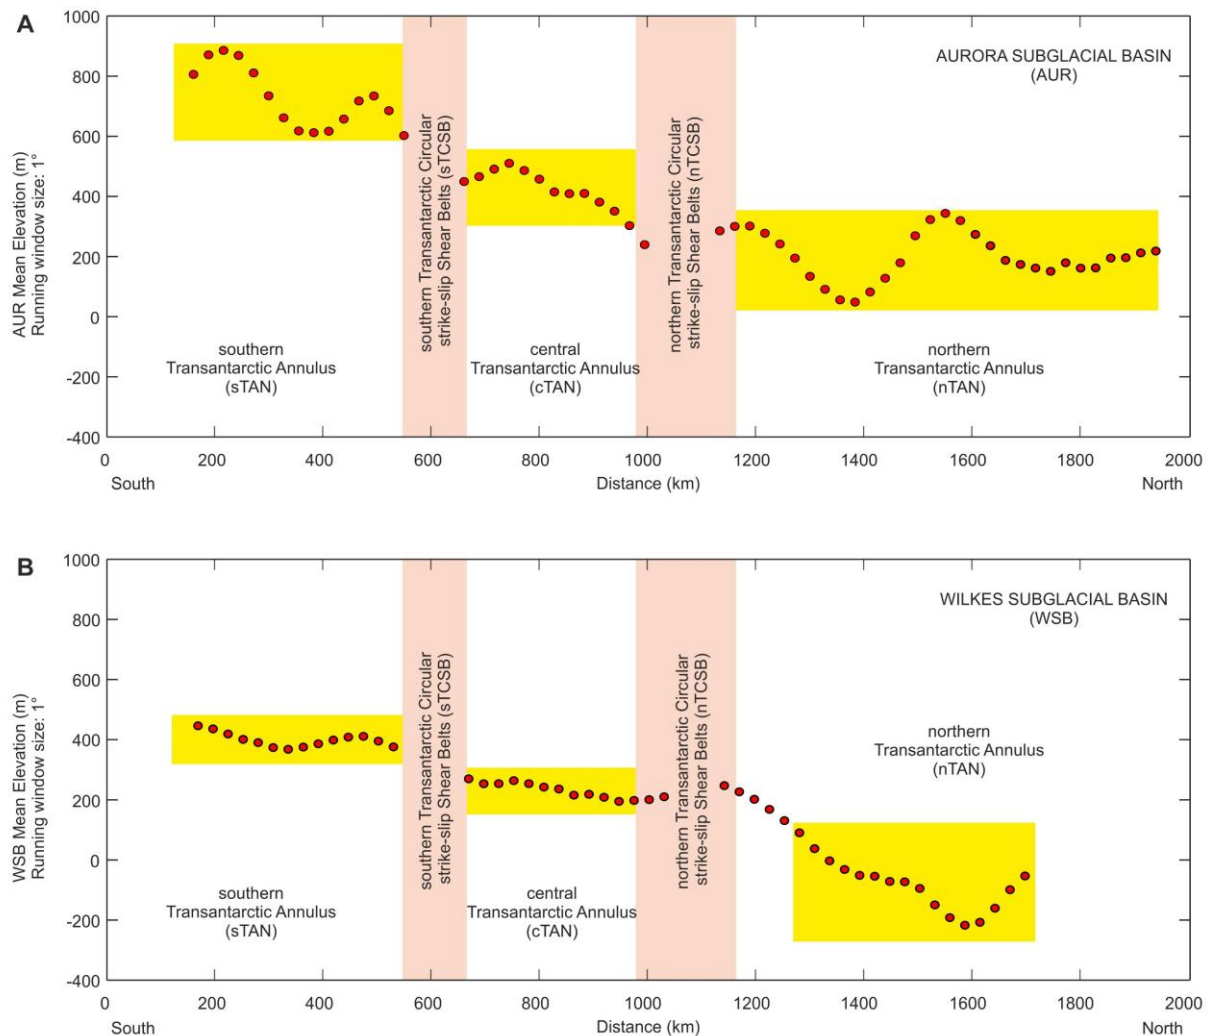 A
1000
800
600
400
200
0
-200
-400
AUR Mean Elevation (m)
Running window size: 1°
AURORA SUBGLACIAL BASIN
(AUR)
southern Transantarctic Circular
strike-slip Shear Belts (sTCSB)
northern Transantarctic Circular
strike-slip Shear Belts (nTCSB)
southern
Transantarctic Annulus
(sTAN)
central
Transantarctic Annulus
(cTAN)
northern
Transantarctic Annulus
(nTAN)
0 200 400 600 800 1000 1200 1400 1600 1800 2000
South Distance (km) North
B
1000
800
600
400
200
0
-200
-400
WSB Mean Elevation (m)
Running window size: 1°
WILKES SUBGLACIAL BASIN
(WSB)
southern Transantarctic Circular
strike-slip Shear Belts (sTCSB)
northern Transantarctic Circular
strike-slip Shear Belts (nTCSB)
northern
Transantarctic Annulus
(nTAN)
southern
Transantarctic Annulus
(sTAN)
central
Transantarctic Annulus
(cTAN)
0 200 400 600 800 1000 1200 1400 1600 1800 2000
South Distance (km) North